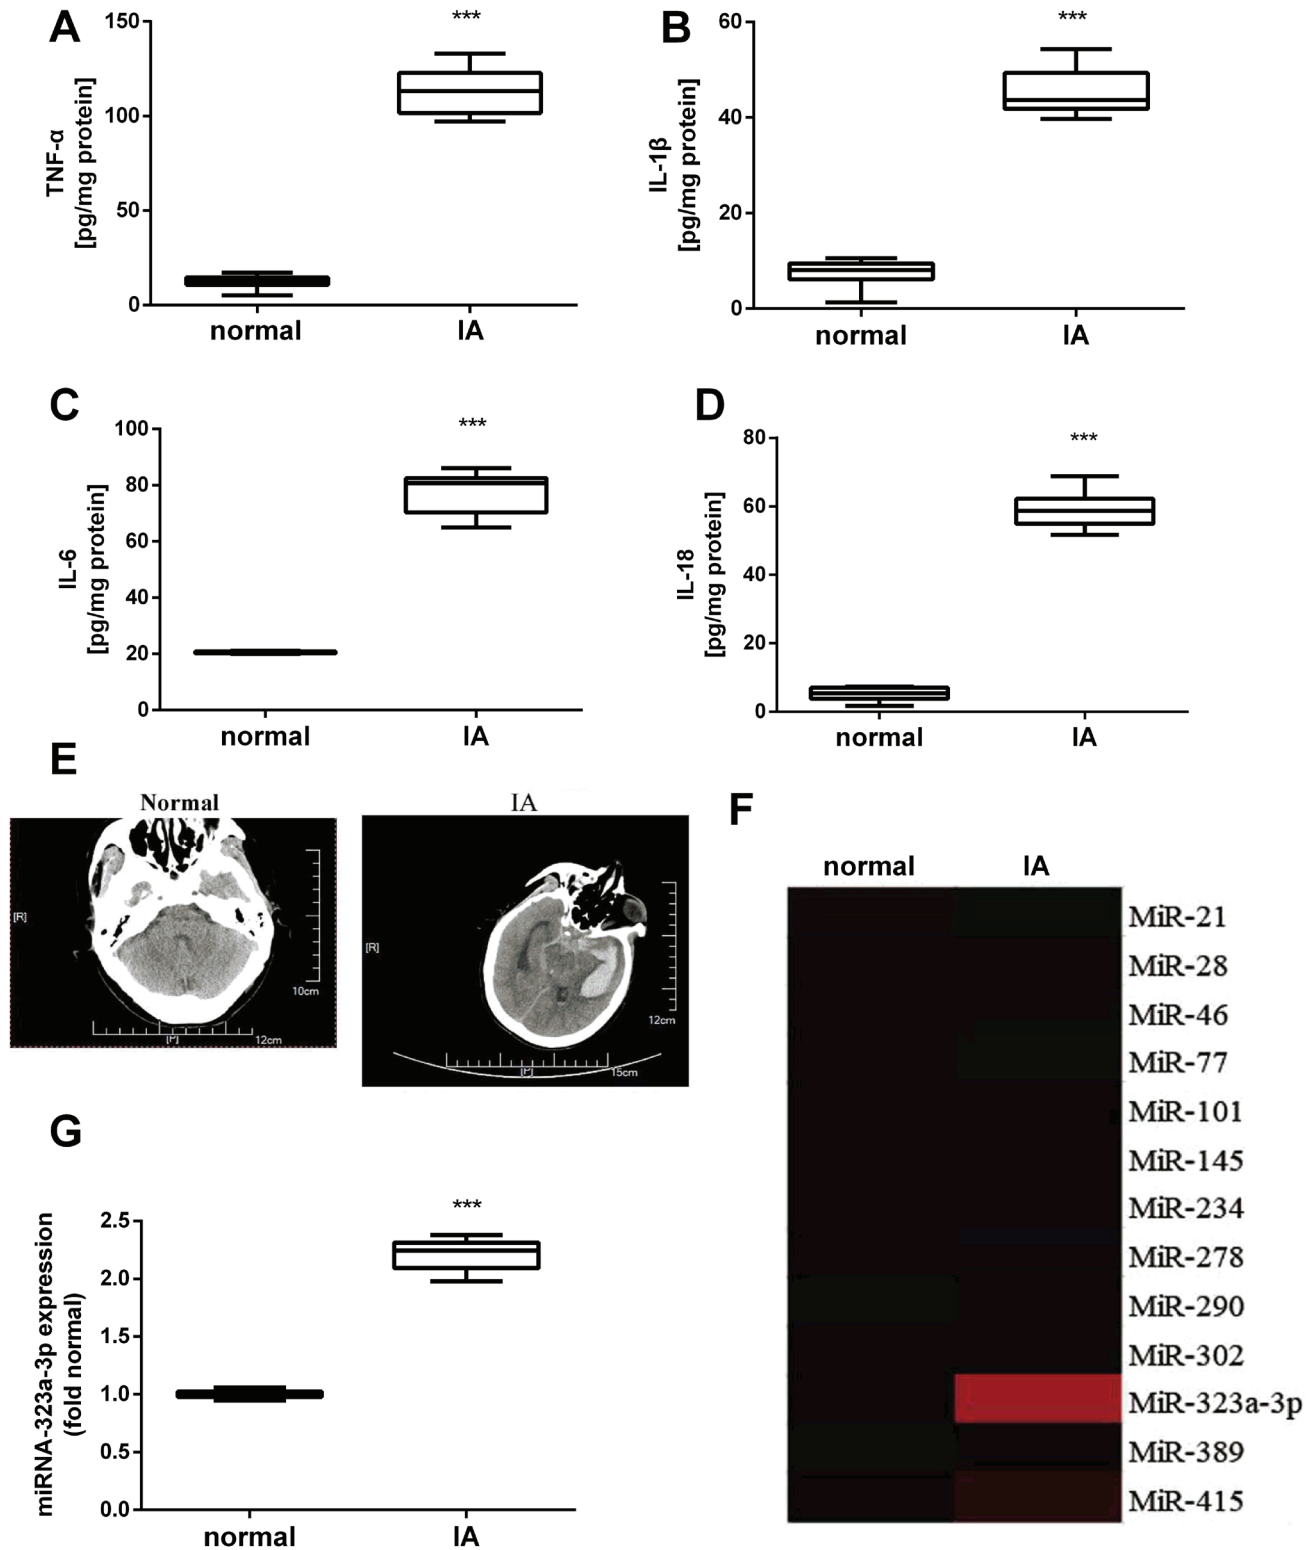 A
***
150
100
50
0
TNF-α
[pg/mg protein]
normal
IA
B
***
60
40
20
0
IL-1β
[pg/mg protein]
normal
IA
C
***
100
80
60
40
20
0
IL-6
[pg/mg protein]
normal
IA
D
***
80
60
40
20
0
IL-18
[pg/mg protein]
normal
IA
E
Normal
[R]
10cm
[P]
12cm
IA
[R]
12cm
[P]
15cm
F
normal
IA
MiR-21
MiR-28
MiR-46
MiR-77
MiR-101
MiR-145
MiR-234
MiR-278
MiR-290
MiR-302
MiR-323a-3p
MiR-389
MiR-415
G
***
2.5
2.0
1.5
1.0
0.5
0.0
miRNA-323a-3p expression
(fold normal)
normal
IA